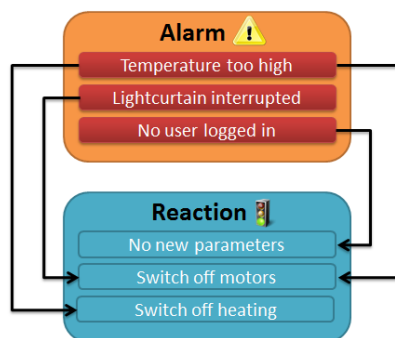 Alarm
Temperature too high
Lightcurtain interrupted
No user logged in
Reaction
No new parameters
Switch off motors
Switch off heating